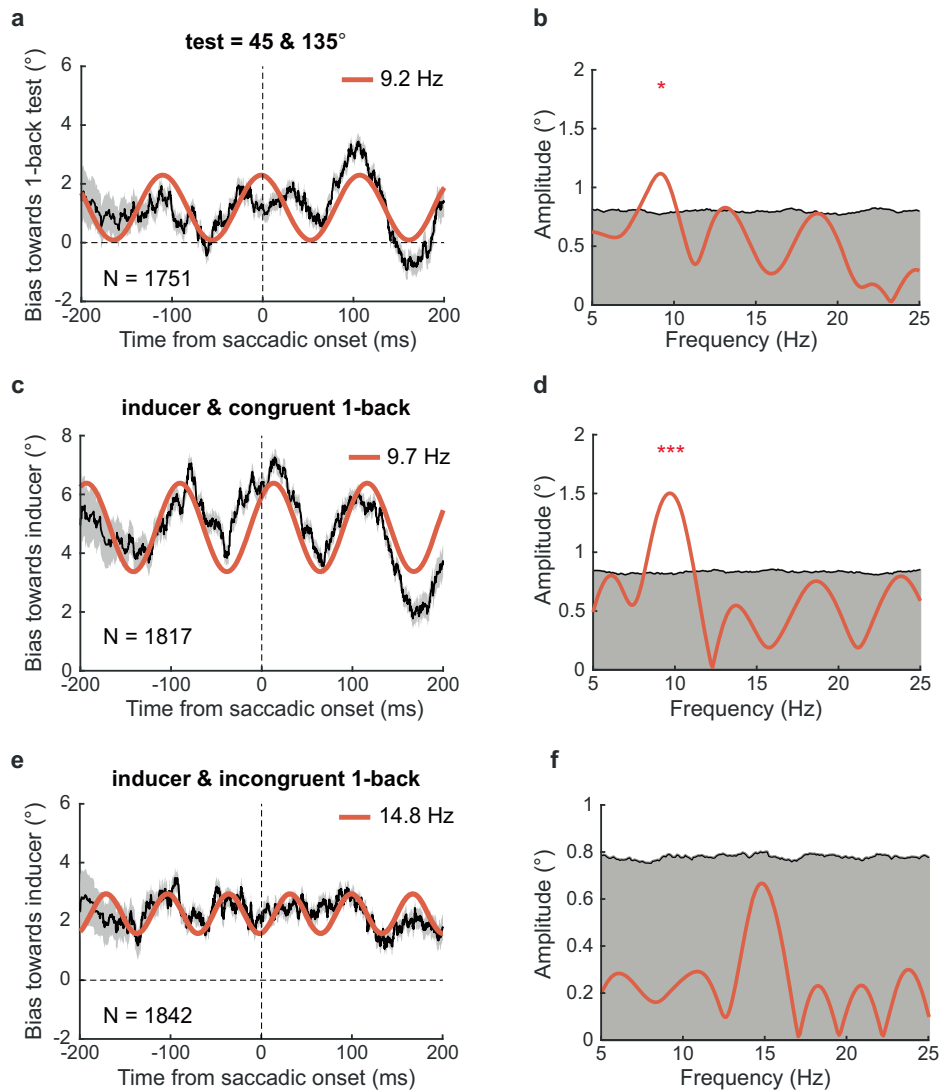 a
test = 45 & 135°
Bias towards 1-back test (°)
6
4
2
0
-2
9.2 Hz
N = 1751
-200
-100
0
100
200
Time from saccadic onset (ms)
b
Amplitude (°)
2
1.5
1
0.5
0
*
5
10
15
20
25
Frequency (Hz)
c
inducer & congruent 1-back
Bias towards inducer (°)
8
6
4
2
0
9.7 Hz
N = 1817
-200
-100
0
100
200
Time from saccadic onset (ms)
d
Amplitude (°)
2
1.5
1
0.5
0
***
5
10
15
20
25
Frequency (Hz)
e
inducer & incongruent 1-back
Bias towards inducer (°)
6
4
2
0
-2
14.8 Hz
N = 1842
-200
-100
0
100
200
Time from saccadic onset (ms)
f
Amplitude (°)
1
0.8
0.6
0.4
0.2
0
5
10
15
20
25
Frequency (Hz)